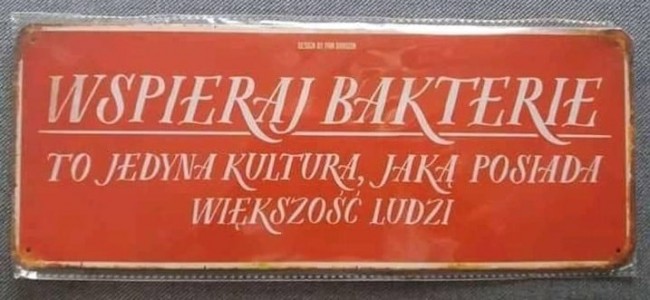 WSPIERAJ BAKTERIE
TO JEDYNA KULTURA, JAKĄ POSIADA
WIĘKSZOŚĆ LUDZI